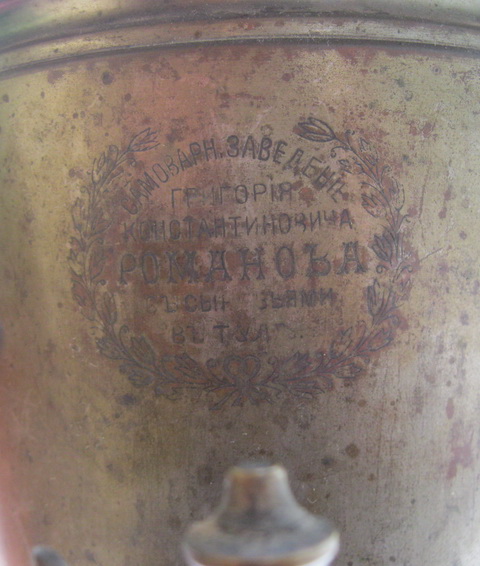 САМОВАРН. ЗАВЕДЕНІЕ
ГРИГОРІЯ
КОНСТАНТИНОВИЧА
РОМАНОВА
СЪ СЫНОВЬЯМИ
ВЪ ТУЛѢ